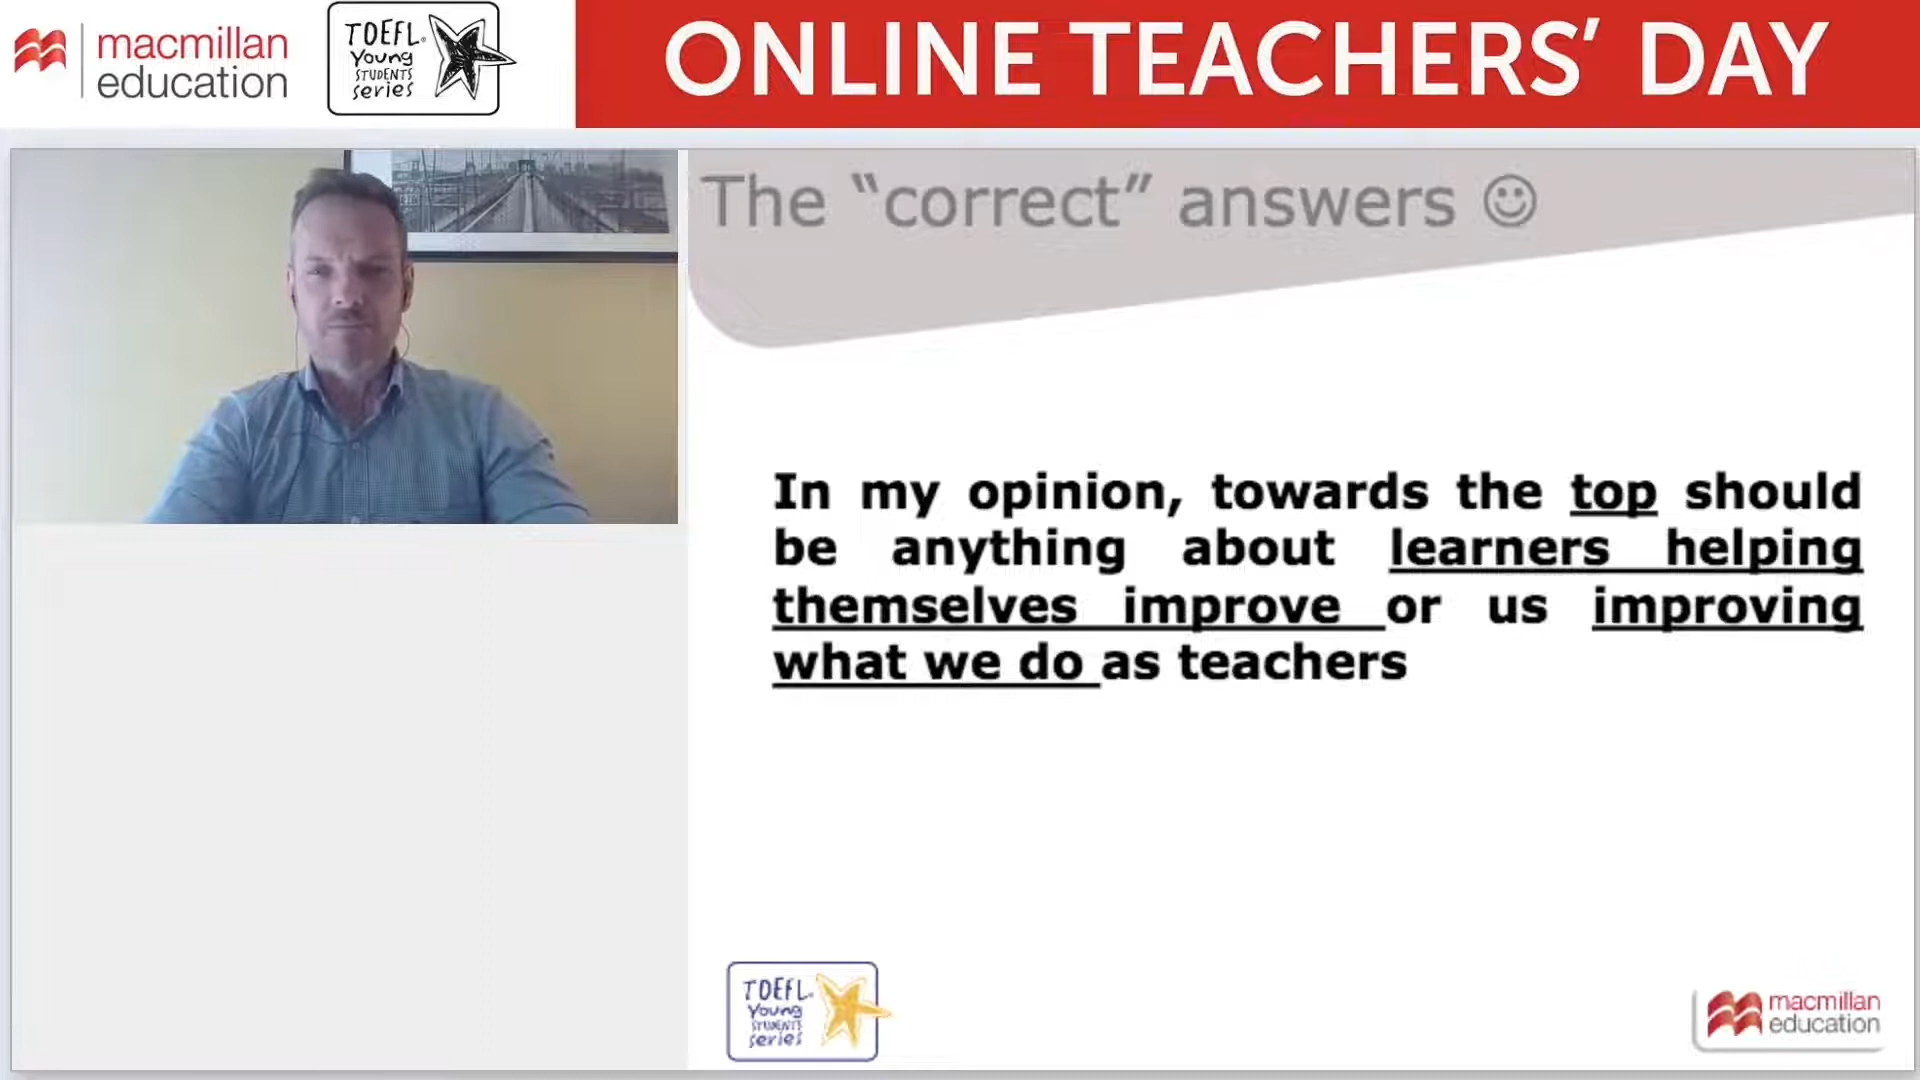 macmillan
education
TOEFL®
Young
STUDENTS
series
ONLINE TEACHERS’ DAY
The “correct” answers ☺
In my opinion, towards the top should
be anything about learners helping
themselves improve or us improving
what we do as teachers
TOEFL
Young
STUDENTS
series
macmillan
education